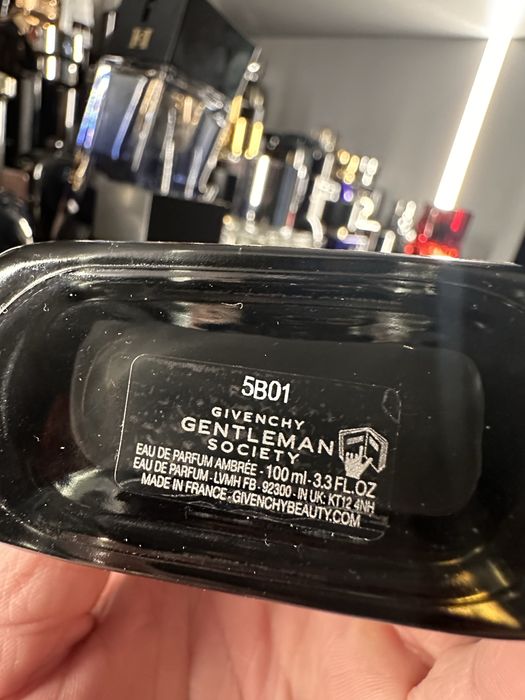 5B01
GIVENCHY
GENTLEMAN
SOCIETY
EAU DE PARFUM AMBRÉE - 100 ml - 3.3 FL.OZ
EAU DE PARFUM - LVMH FB - 92300 - IN UK: KT12 4NH
MADE IN FRANCE - GIVENCHYBEAUTY.COM